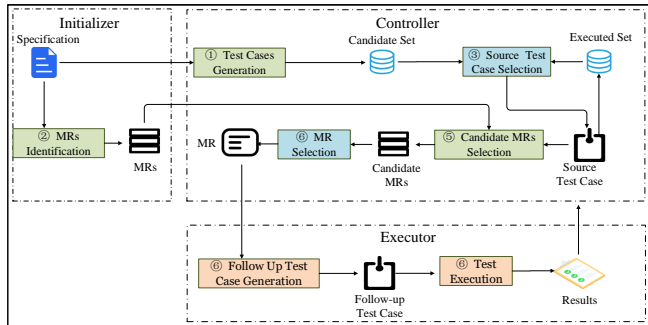 Initializer
Specification
② MRs
Identification
MRs
Controller
① Test Cases
Generation
Candidate Set
③ Source Test
Case Selection
Executed Set
MR
⑥ MR
Selection
Candidate
MRs
⑤ Candidate MRs
Selection
Source
Test Case
Executor
⑥ Follow Up Test
Case Generation
Follow-up
Test Case
⑥ Test
Execution
Results